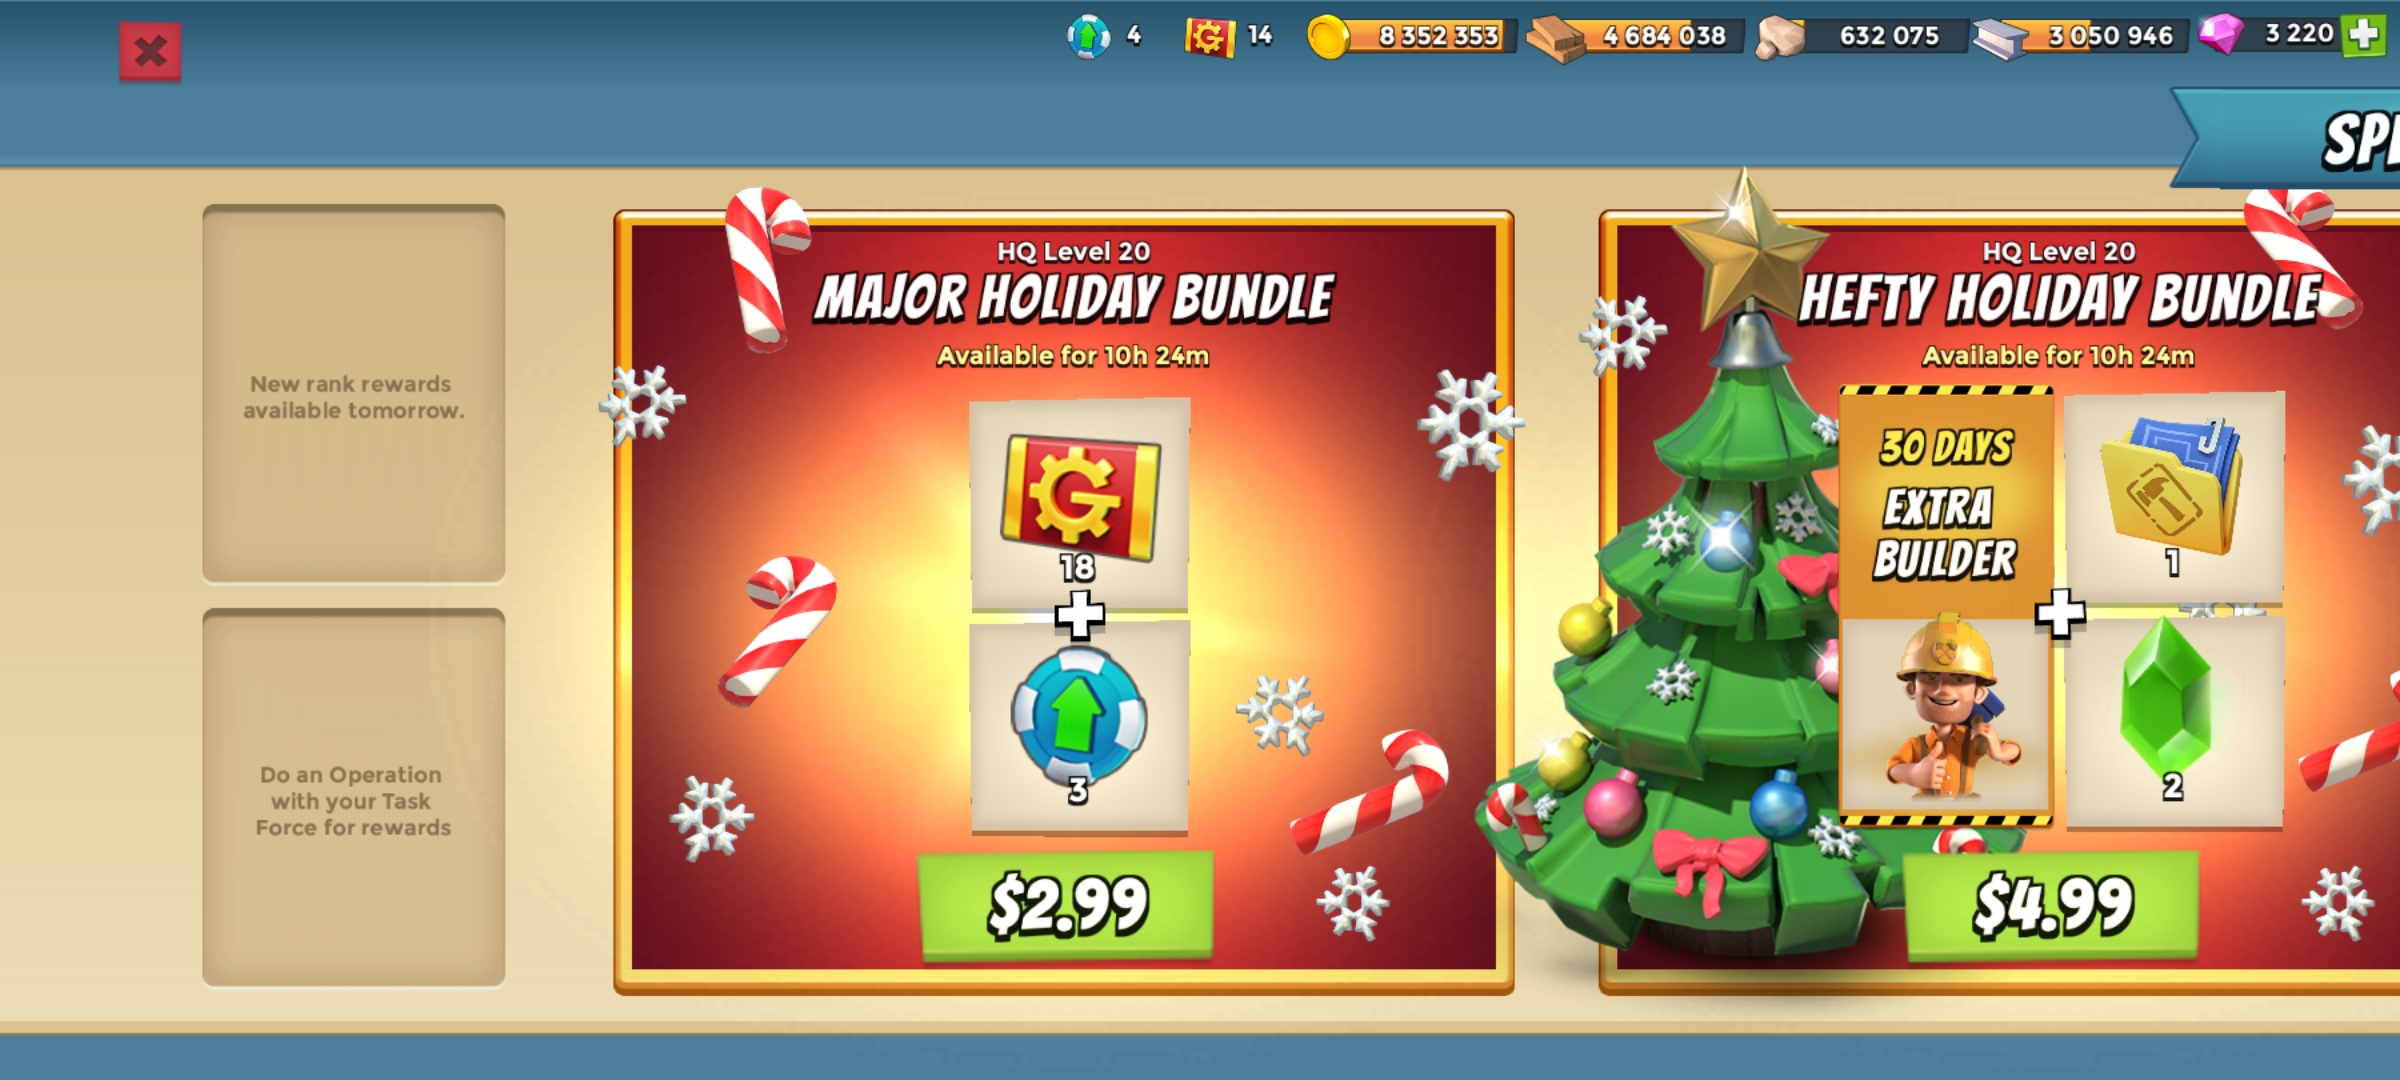 4
14
8 352 353
4 684 038
632 075
3 050 946
3 220
New rank rewards
available tomorrow.
Do an Operation
with your Task
Force for rewards
HQ Level 20
MAJOR HOLIDAY BUNDLE
Available for 10h 24m
G
18
3
$2.99
HQ Level 20
HEFTY HOLIDAY BUNDLE
Available for 10h 24m
30 DAYS
EXTRA
BUILDER
1
2
$4.99